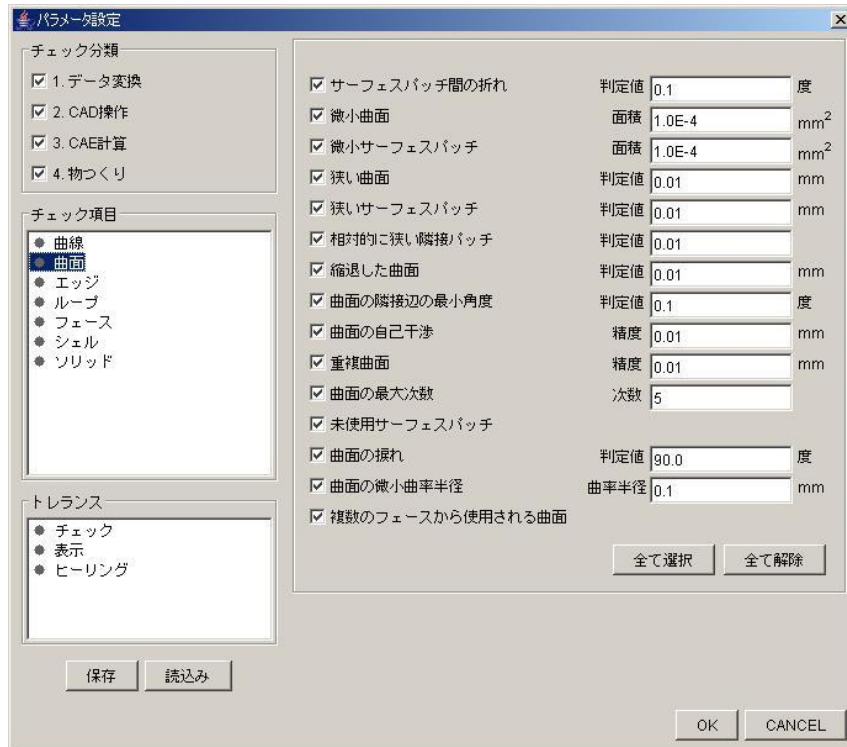 パラメータ設定
チェック分類
1. データ変換
2. CAD操作
3. CAE計算
4. 物つくり
チェック項目
曲線
曲面
エッジ
ループ
フェース
シェル
ソリッド
トレランス
チェック
表示
ヒーリング
保存 読込み
サーフェスパッチ間の折れ 判定値 0.1 度
微小曲面 面積 1.0E-4 mm²
微小サーフェスパッチ 面積 1.0E-4 mm²
狭い曲面 判定値 0.01 mm
狭いサーフェスパッチ 判定値 0.01 mm
相対的に狭い隣接パッチ 判定値 0.01
縮退した曲面 判定値 0.01 mm
曲面の隣接辺の最小角度 判定値 0.1 度
曲面の自己干渉 精度 0.01 mm
重複曲面 精度 0.01 mm
曲面の最大次数 次数 5
未使用サーフェスパッチ
曲面の捩れ 判定値 90.0 度
曲面の微小曲率半径 曲率半径 0.1 mm
複数のフェースから使用される曲面
全て選択 全て解除
OK CANCEL